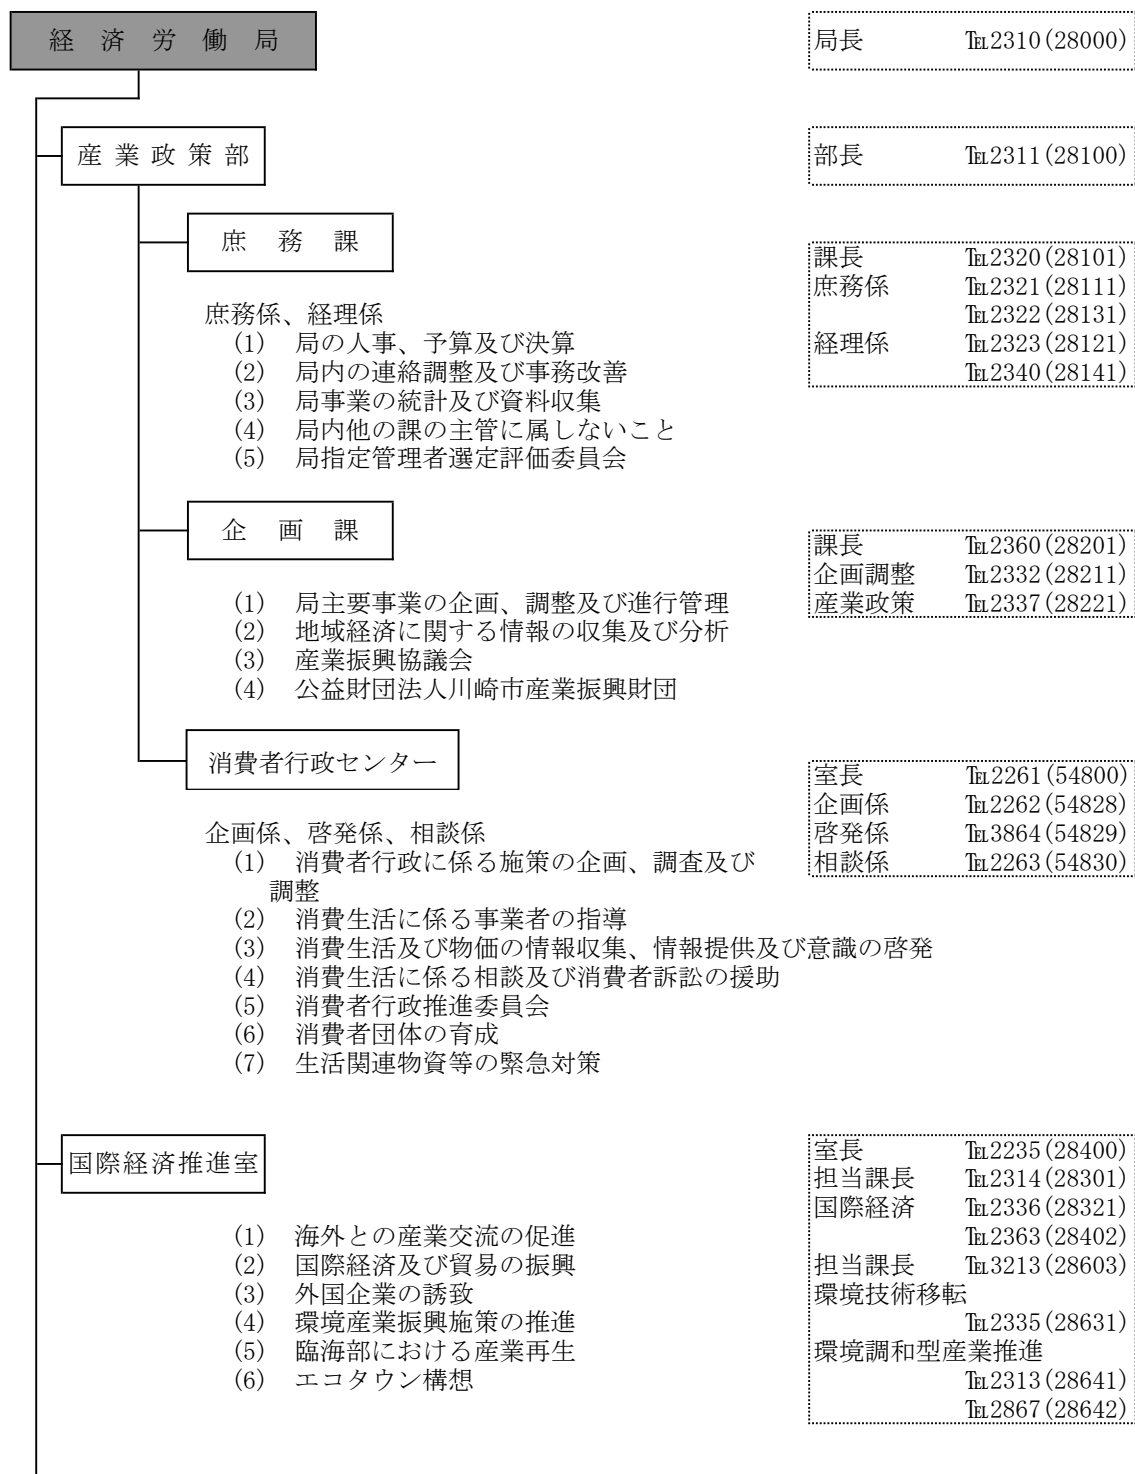 経済労働局
局長 ℡2310(28000)
産業政策部
部長 ℡2311(28100)
庶務課
課長 ℡2320(28101)
庶務係 ℡2321(28111)
℡2322(28131)
経理係 ℡2323(28121)
℡2340(28141)
庶務係、経理係
(1) 局の人事、予算及び決算
(2) 局内の連絡調整及び事務改善
(3) 局事業の統計及び資料収集
(4) 局内他の課の主管に属しないこと
(5) 局指定管理者選定評価委員会
企画課
課長 ℡2360(28201)
企画調整 ℡2332(28211)
産業政策 ℡2337(28221)
(1) 局主要事業の企画、調整及び進行管理
(2) 地域経済に関する情報の収集及び分析
(3) 産業振興協議会
(4) 公益財団法人川崎市産業振興財団
消費者行政センター
室長 ℡2261(54800)
企画係 ℡2262(54828)
啓発係 ℡3864(54829)
相談係 ℡2263(54830)
企画係、啓発係、相談係
(1) 消費者行政に係る施策の企画、調査及び
調整
(2) 消費生活に係る事業者の指導
(3) 消費生活及び物価の情報収集、情報提供及び意識の啓発
(4) 消費生活に係る相談及び消費者訴訟の援助
(5) 消費者行政推進委員会
(6) 消費者団体の育成
(7) 生活関連物資等の緊急対策
国際経済推進室
室長 ℡2235(28400)
担当課長 ℡2314(28301)
国際経済 ℡2336(28321)
℡2363(28402)
担当課長 ℡3213(28603)
環境技術移転
℡2335(28631)
環境調和型産業推進
℡2313(28641)
℡2867(28642)
(1) 海外との産業交流の促進
(2) 国際経済及び貿易の振興
(3) 外国企業の誘致
(4) 環境産業振興施策の推進
(5) 臨海部における産業再生
(6) エコタウン構想